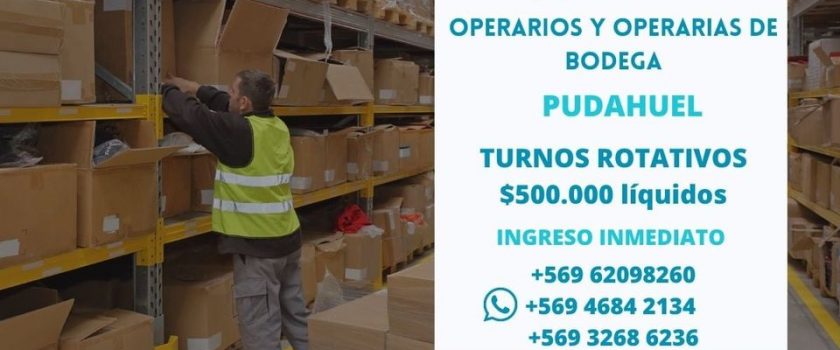 OPERARIOS Y OPERARIAS DE
BODEGA
PUDAHUEL
TURNOS ROTATIVOS
$500.000 líquidos
INGRESO INMEDIATO
+569 62098260
+569 4684 2134
+569 3268 6236